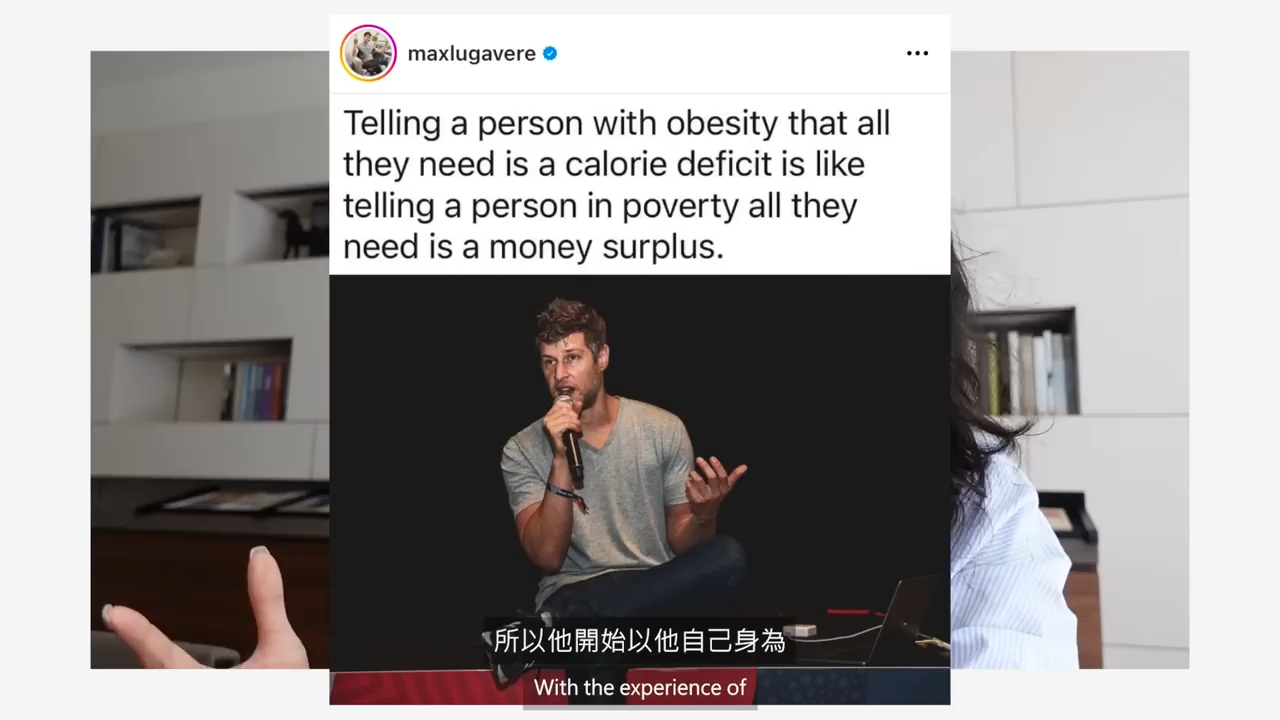 maxlugavere
Telling a person with obesity that all
they need is a calorie deficit is like
telling a person in poverty all they
need is a money surplus.
所以他開始以他自己身為
With the experience of